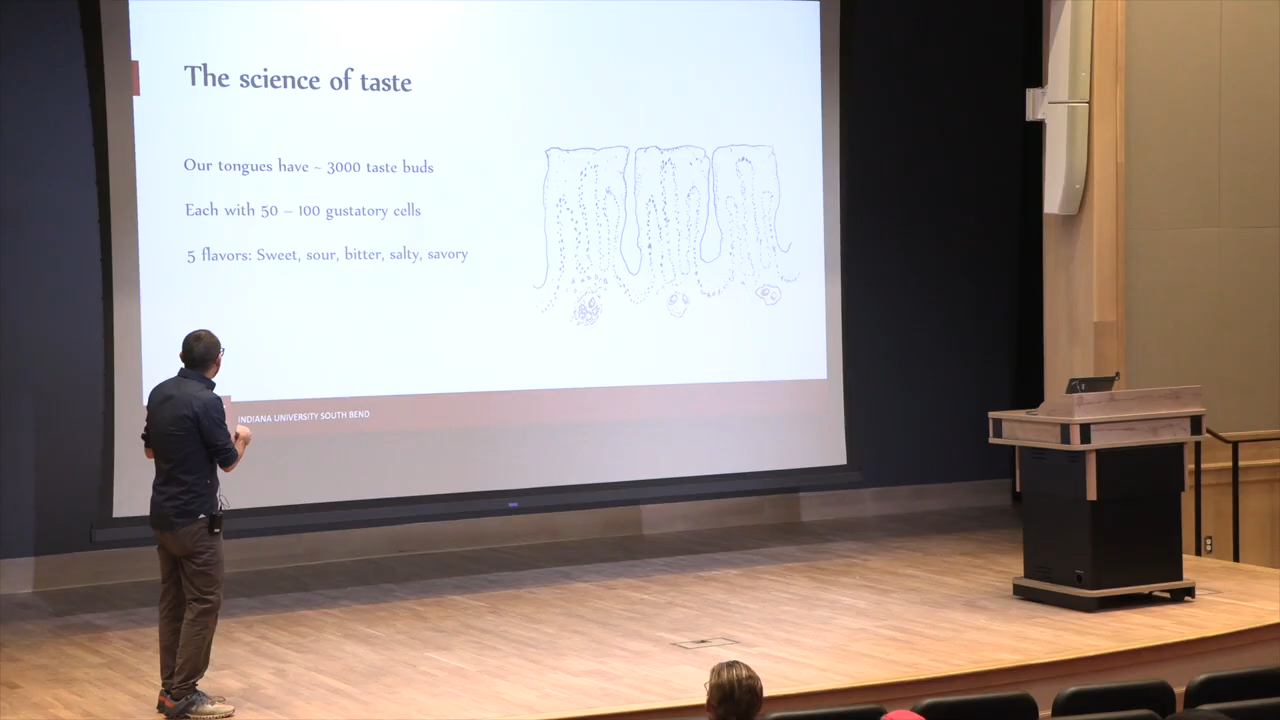 The science of taste
Our tongues have ~ 3000 taste buds
Each with 50 – 100 gustatory cells
5 flavors: Sweet, sour, bitter, salty, savory
INDIANA UNIVERSITY SOUTH BEND